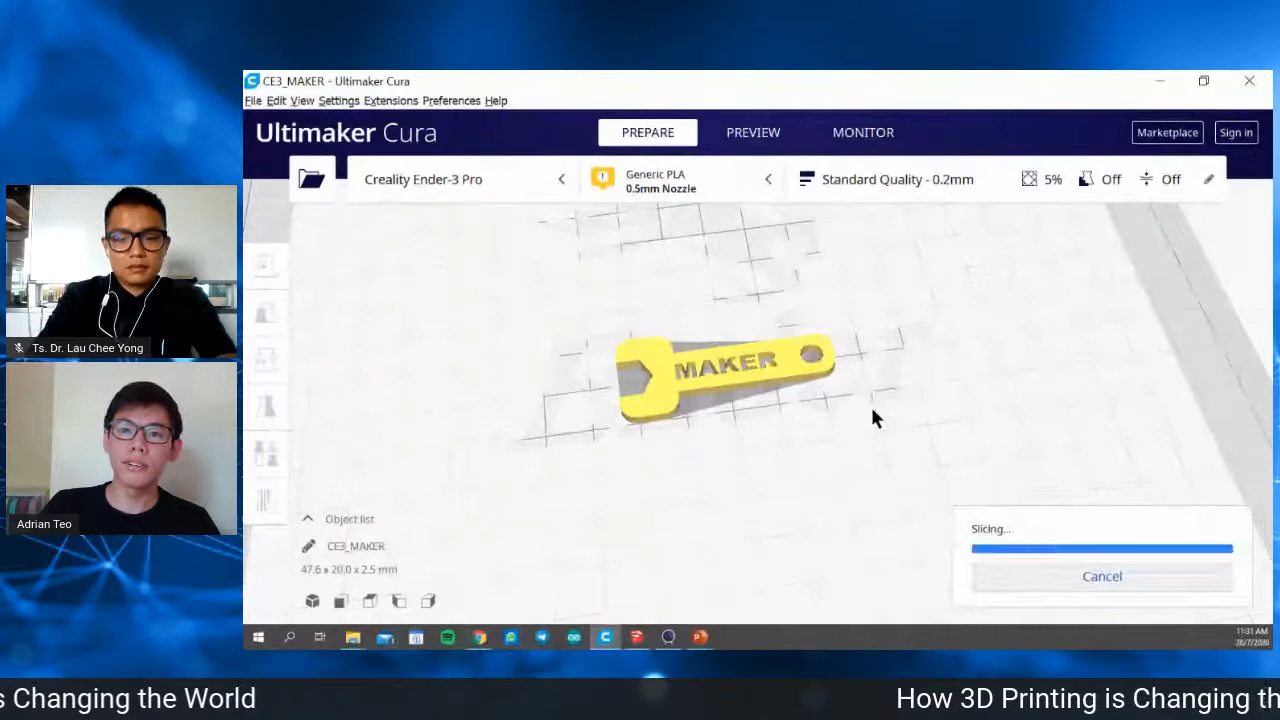 CE3_MAKER - Ultimaker Cura
File Edit View Settings Extensions Preferences Help
Ultimaker Cura
PREPARE
PREVIEW
MONITOR
Marketplace
Sign in
Creality Ender-3 Pro
Generic PLA
0.5mm Nozzle
Standard Quality - 0.2mm
5%
Off
Off
MAKER
Ts. Dr. Lau Chee Yong
Adrian Teo
Object list
CE3_MAKER
47.6 x 20.0 x 2.5 mm
Slicing...
Cancel
11:31 AM
28/7/2020
s Changing the World
How 3D Printing is Changing th